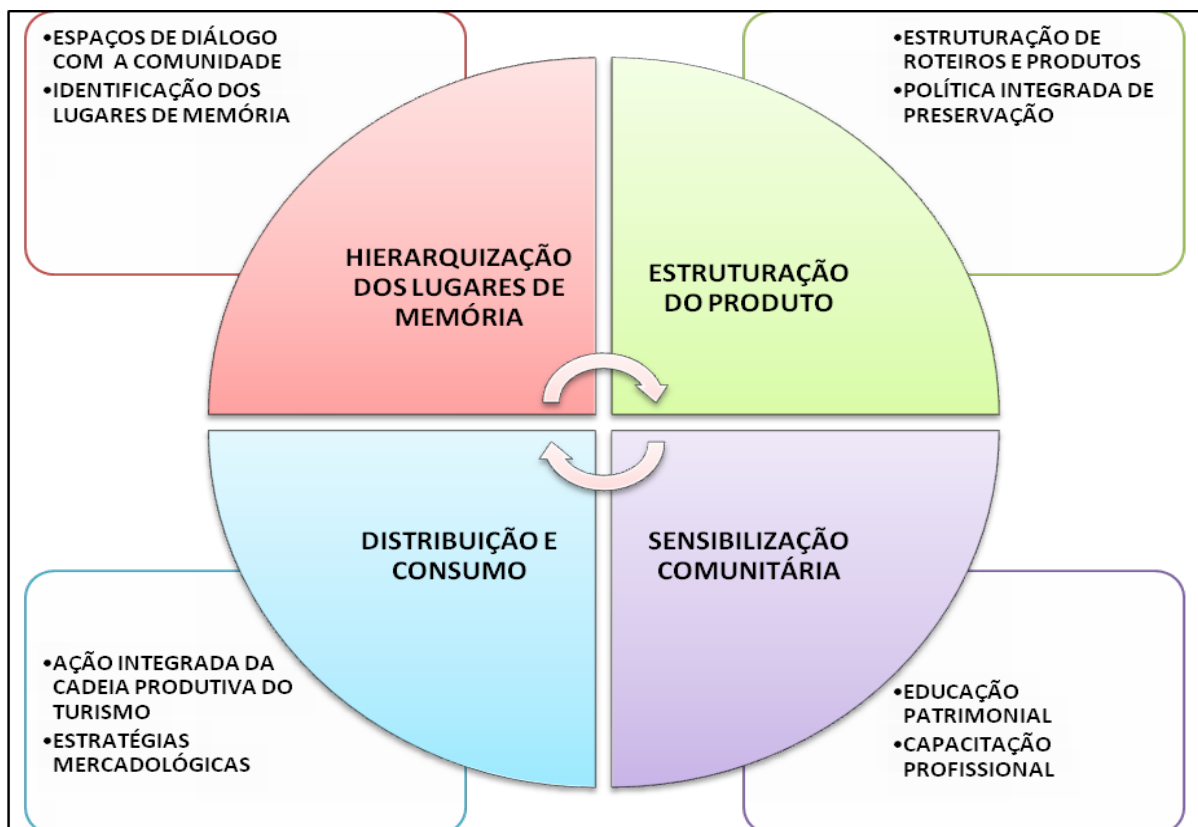 •ESPAÇOS DE DIÁLOGO
COM A COMUNIDADE
•IDENTIFICAÇÃO DOS
LUGARES DE MEMÓRIA
•ESTRUTURAÇÃO DE
ROTEIROS E PRODUTOS
•POLÍTICA INTEGRADA DE
PRESERVAÇÃO
HIERARQUIZAÇÃO
DOS LUGARES DE
MEMÓRIA
ESTRUTURAÇÃO
DO PRODUTO
DISTRIBUIÇÃO E
CONSUMO
SENSIBILIZAÇÃO
COMUNITÁRIA
•AÇÃO INTEGRADA DA
CADEIA PRODUTIVA DO
TURISMO
•ESTRATÉGIAS
MERCADOLÓGICAS
•EDUCAÇÃO
PATRIMONIAL
•CAPACITAÇÃO
PROFISSIONAL